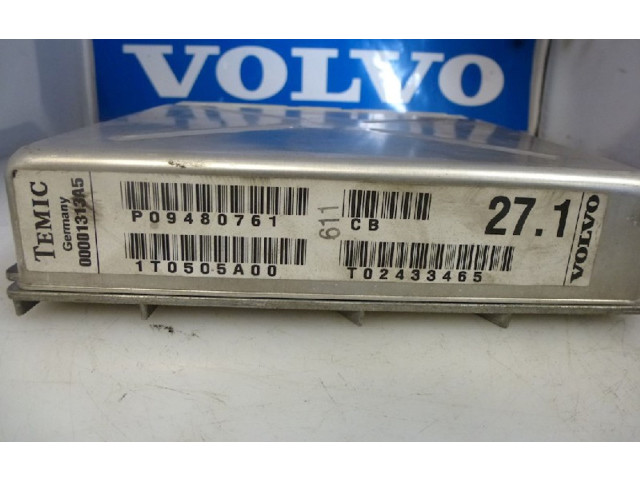 VOLVO
TEMIC
Germany
00001313A5
P09480761
611
CB
27.1
1T0505A00
T02433465
VOLVO